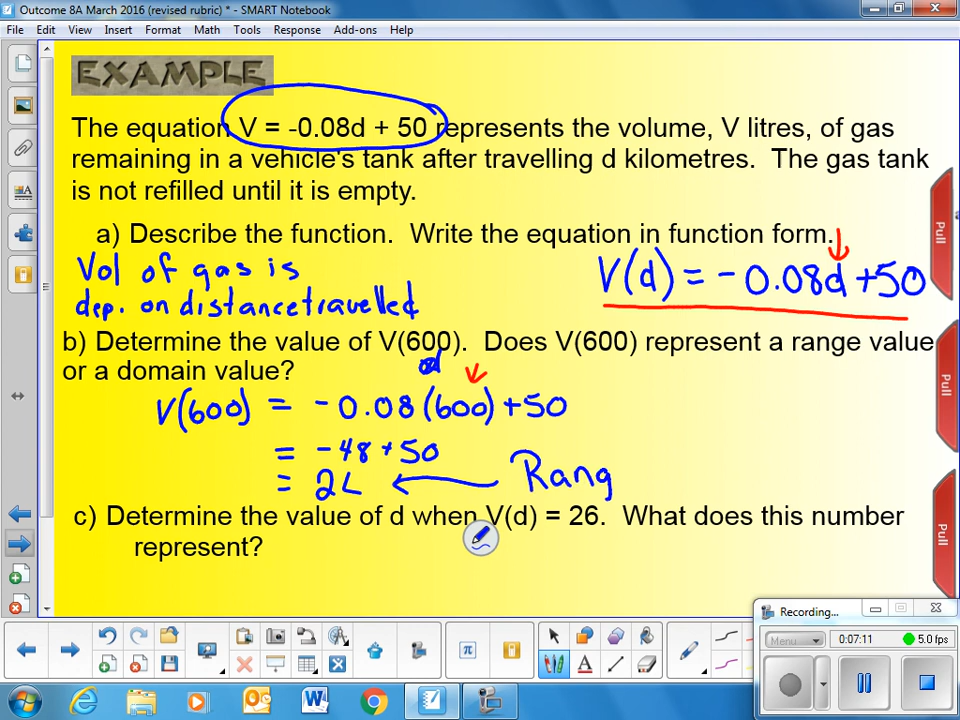 Outcome 8A March 2016 (revised rubric) * - SMART Notebook
File Edit View Insert Format Math Tools Response Add-ons Help
EXAMPLE
The equation V = -0.08d + 50 represents the volume, V litres, of gas
remaining in a vehicle's tank after travelling d kilometres. The gas tank
is not refilled until it is empty.
Pull
a) Describe the function. Write the equation in function form.
Vol of gas is
dep. on distance travelled
V(d) = -0.08d +50
b) Determine the value of V(600). Does V(600) represent a range value
or a domain value?
d
Pull
V(600) = -0.08(600) +50
= -48 + 50
= 2L
Rang
c) Determine the value of d when V(d) = 26. What does this number
represent?
Pull
Recording...
Menu
0:07:11
5.0 fps